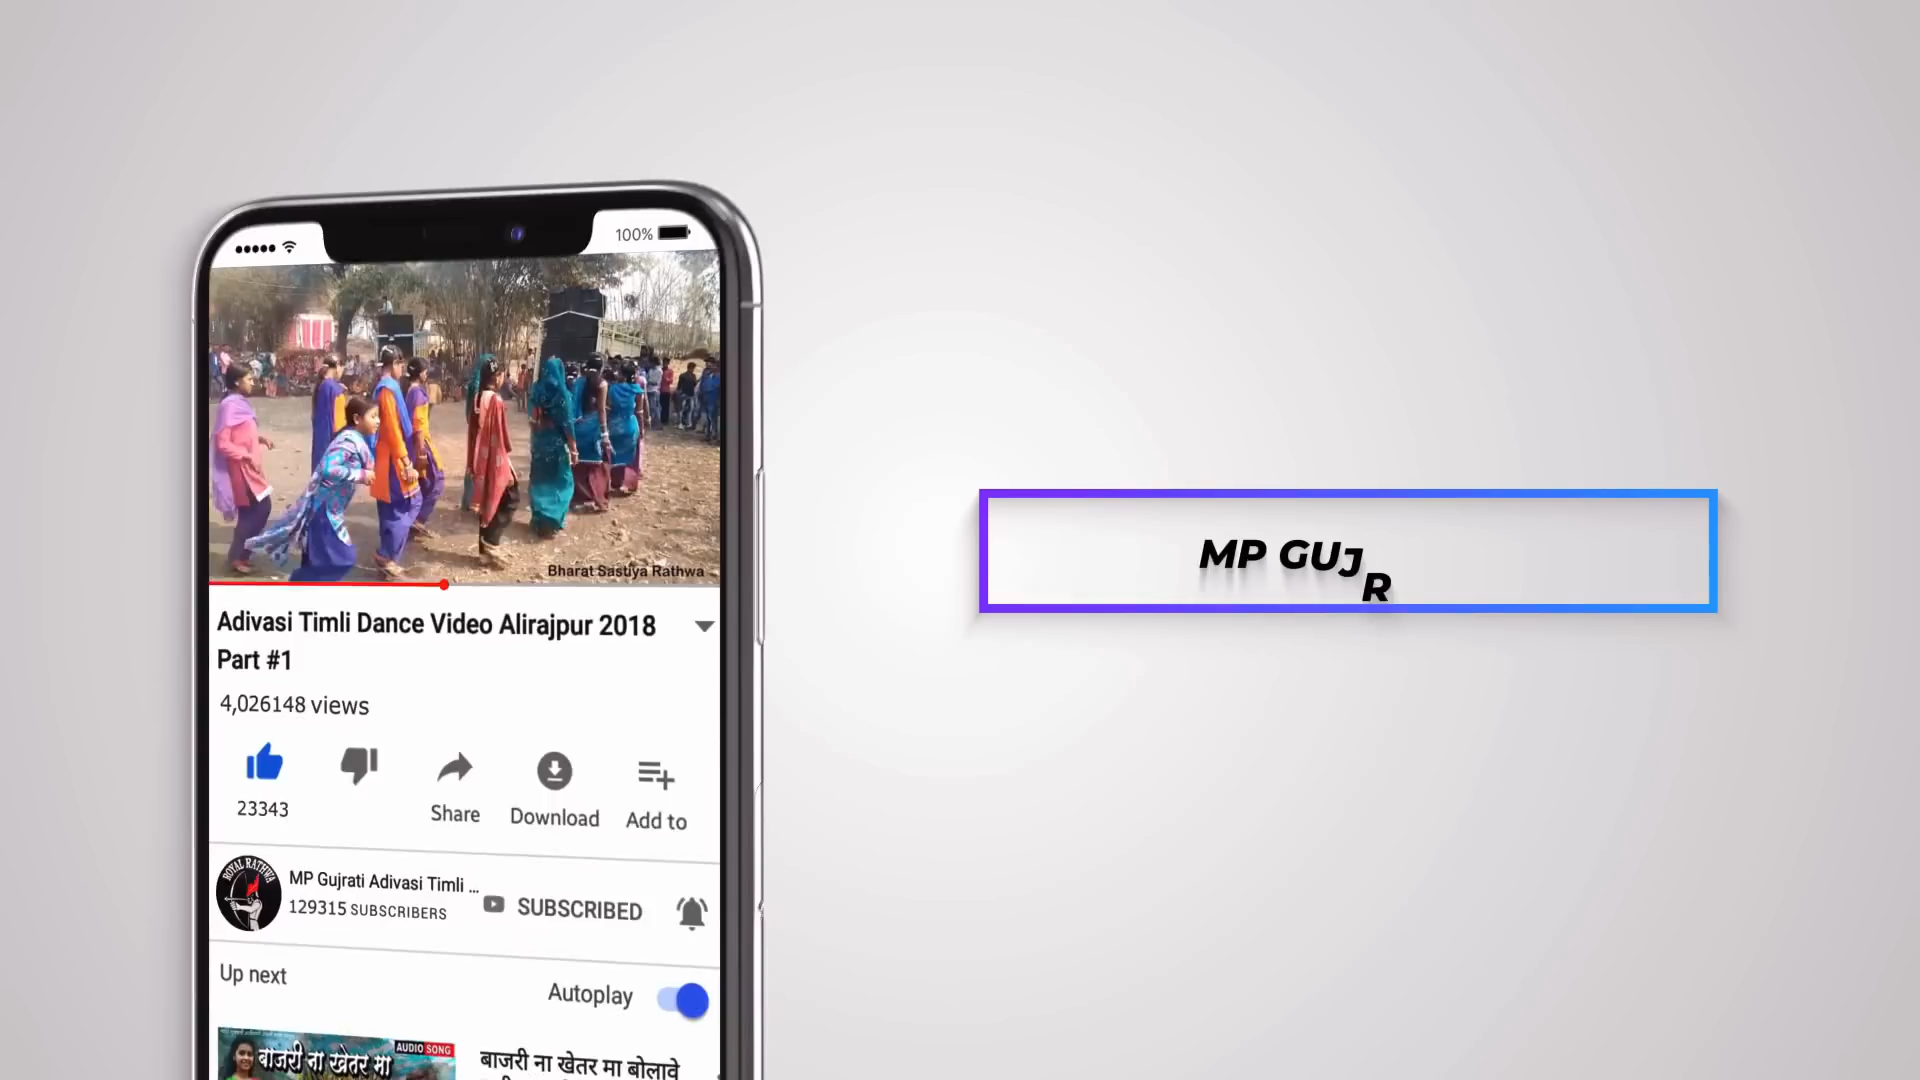 100%
Bharat Sastiya Rathwa
Adivasi Timli Dance Video Alirajpur 2018
Part #1
4,026148 views
23343
Share
Download
Add to
ROYAL RATHWA
MP Gujrati Adivasi Timli ...
129315 SUBSCRIBERS
SUBSCRIBED
Up next
Autoplay
AUDIO SONG
बाजरी ना खेतर मा
बाजरी ना खेतर मा बोलावे
MP GUJR